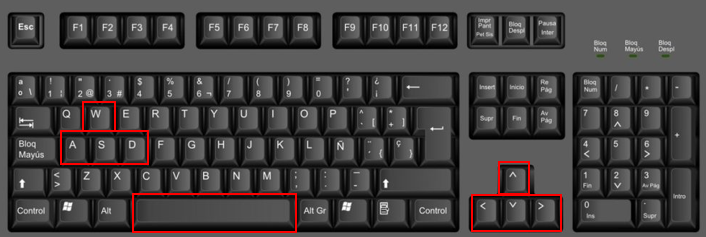 Esc F1 F2 F3 F4 F5 F6 F7 F8 F9 F10 F11 F12 Impr Pant Pet Sis Bloq Despl Pausa Inter
Bloq Num Bloq Mayús Bloq Despl
a o \ ! 1 " 2 @ · 3 # $ 4 % 5 & 6 ¬ / 7 ( 8 ) 9 = 0 ? ' ¿ ¡ Insert Inicio Re Pág Bloq Num / * -
Q W E R T Y U I O P ^ ` [ * + ] Supr Fin Av Pág 7 8 9 +
Bloq Mayús A S D F G H J K L Ñ ¨ ´ { ç } 4 5 6
< > Z X C V B N M ; , : . _ - 1 Fin 2 3 Av Pág Intro
Control Alt Alt Gr Control 0 Ins . Supr